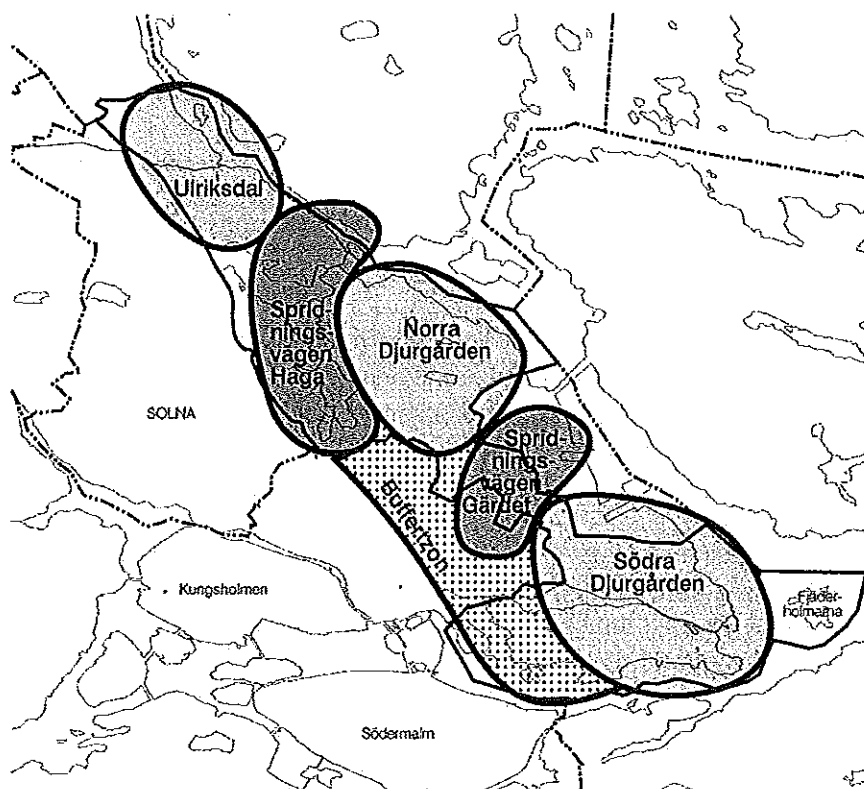 Ulriksdal
Sprid-
nings-
vägen
Haga
Norra
Djurgården
SOLNA
Sprid-
nings-
vägen
Gärdet
Buffertzon
Södra
Djurgården
Kungsholmen
Fjäder-
holmarna
Södermalm